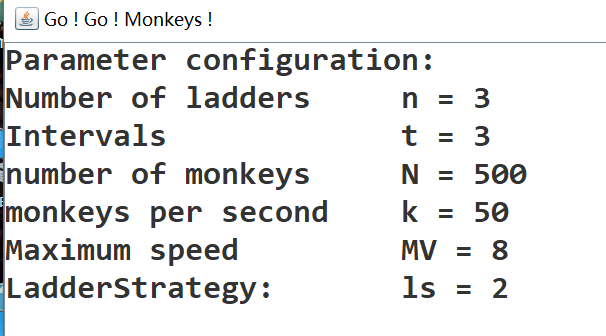 Go ! Go ! Monkeys !
Parameter configuration:
Number of ladders     n = 3
Intervals             t = 3
number of monkeys     N = 500
monkeys per second    k = 50
Maximum speed         MV = 8
LadderStrategy:       ls = 2